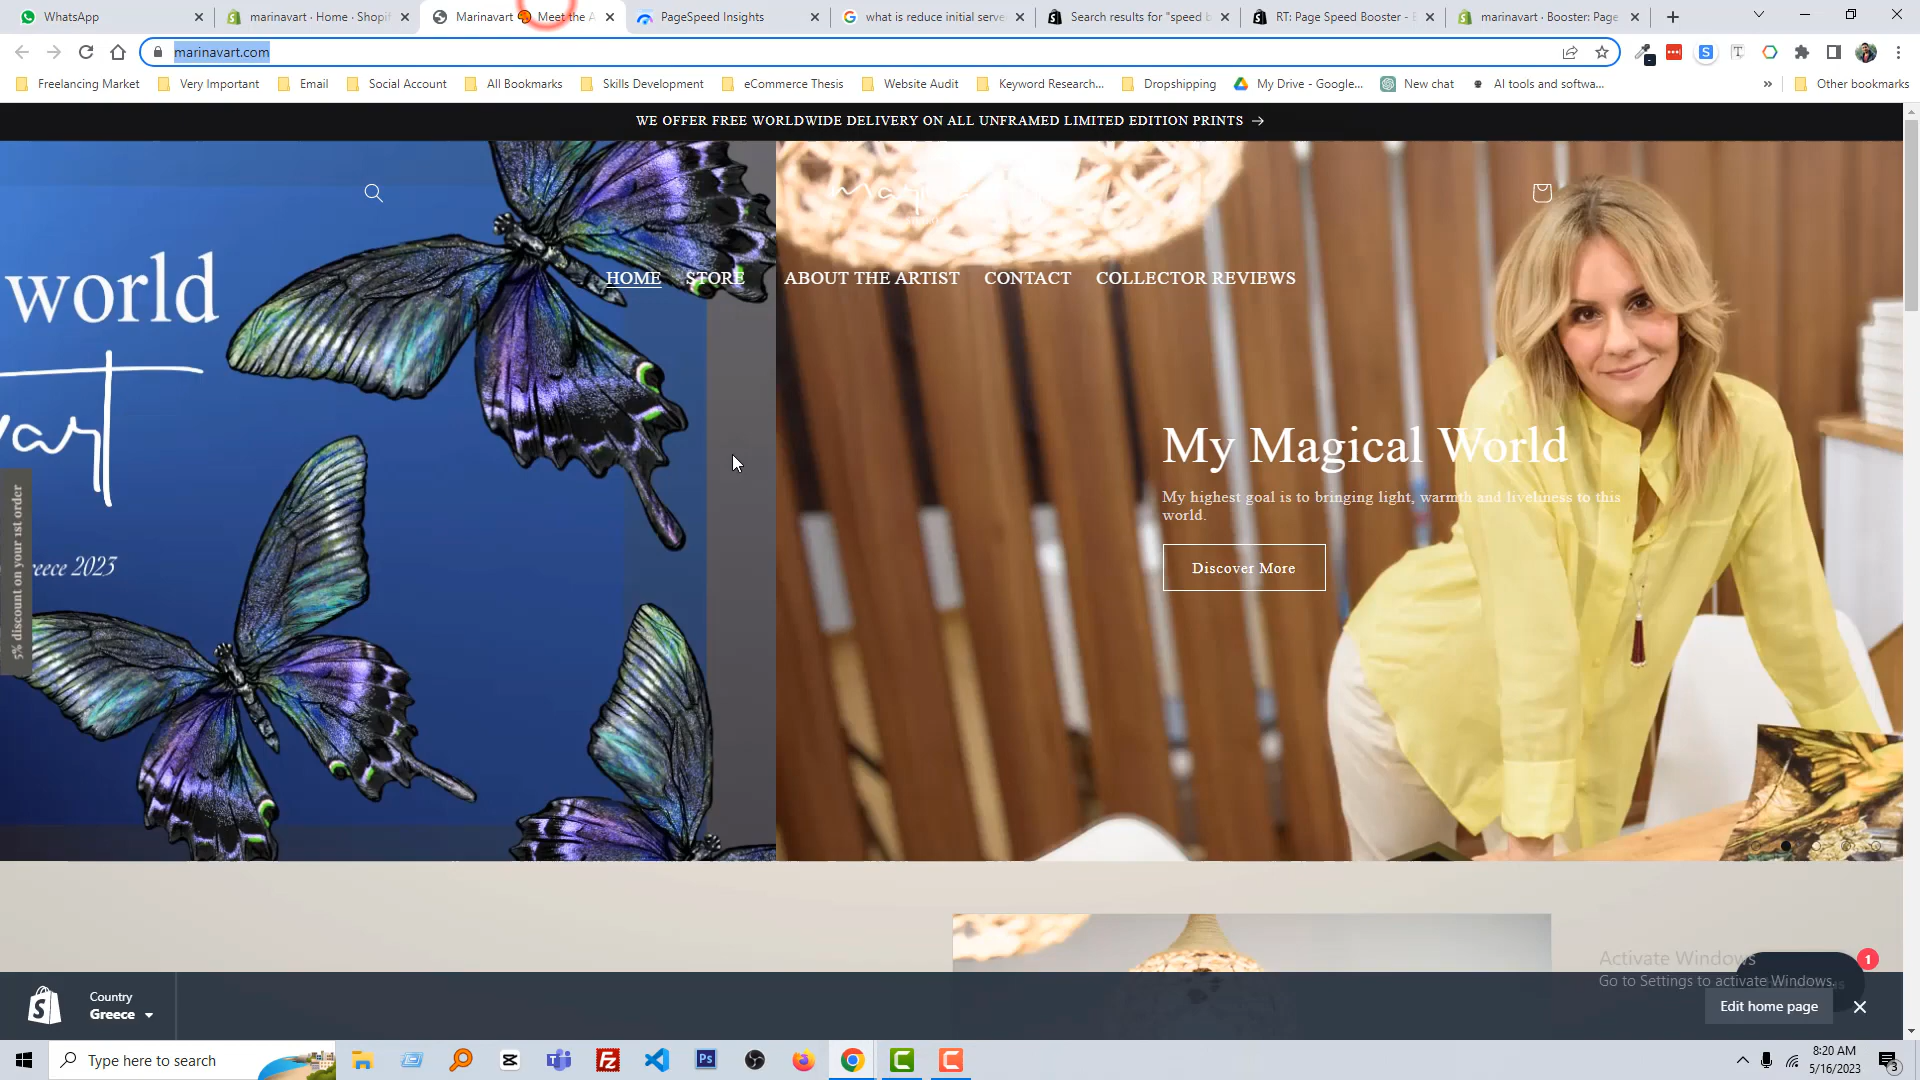 WhatsApp
marinavart · Home · Shopif
Marinavart
Meet the A
PageSpeed Insights
what is reduce initial serve
Search results for "speed b
RT: Page Speed Booster -
marinavart · Booster: Page
marinavart.com
Freelancing Market
Very Important
Email
Social Account
All Bookmarks
Skills Development
eCommerce Thesis
Website Audit
Keyword Research...
Dropshipping
My Drive - Google...
New chat
AI tools and softwa...
»
Other bookmarks
WE OFFER FREE WORLDWIDE DELIVERY ON ALL UNFRAMED LIMITED EDITION PRINTS →
HOME
STORE
ABOUT THE ARTIST
CONTACT
COLLECTOR REVIEWS
world
art
reece 2023
5% discount on your 1st order
My Magical World
My highest goal is to bringing light, warmth and liveliness to this
world.
Discover More
Activate Windows
Go to Settings to activate Windows.
1
Country
Greece
Edit home page
Type here to search
8:20 AM
5/16/2023
3